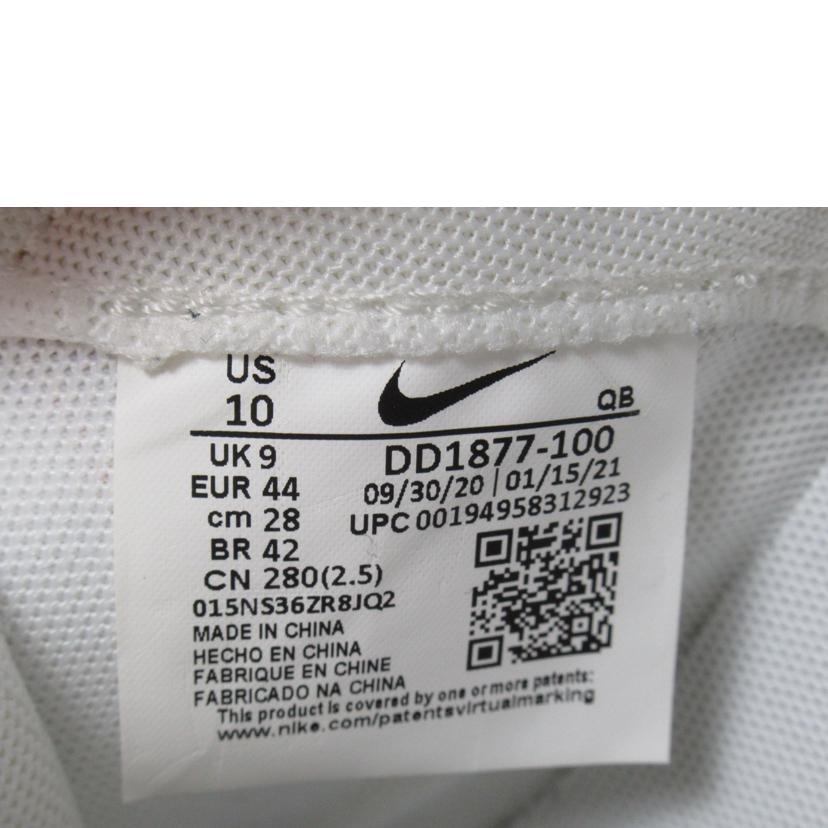 US
10
QB
UK 9
EUR 44
cm 28
BR 42
CN 280(2.5)
DD1877-100
09/30/20 | 01/15/21
UPC 00194958312923
015NS36ZR8JQ2
MADE IN CHINA
HECHO EN CHINA
FABRIQUE EN CHINE
FABRICADO NA CHINA
This product is covered by one or more patents:
www.nike.com/patentsvirtualmarking